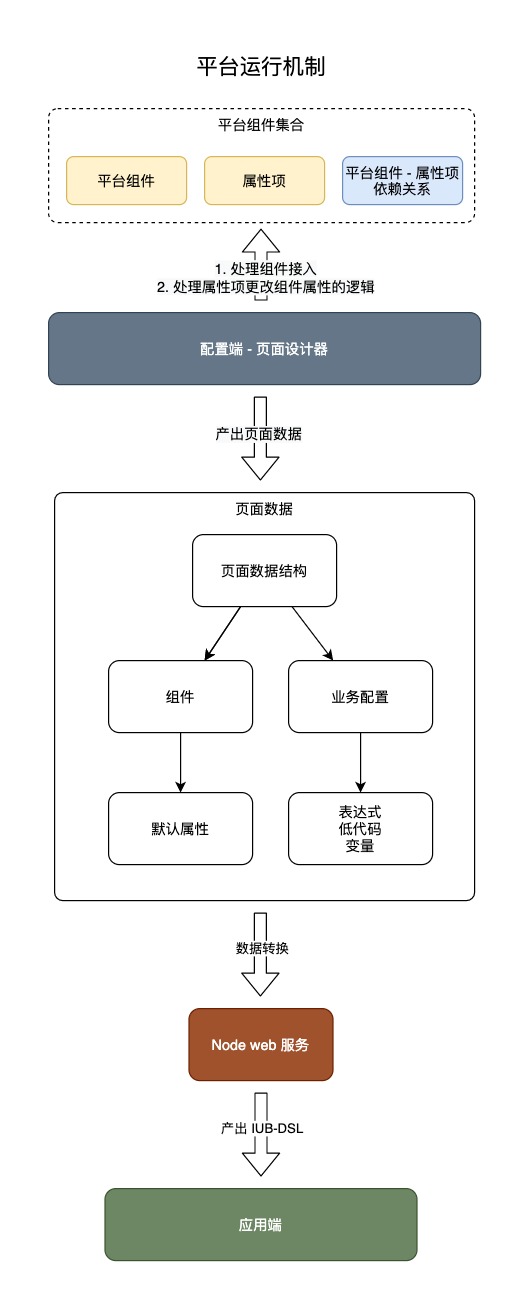 平台运行机制
平台组件集合
平台组件
属性项
平台组件 - 属性项
依赖关系
1. 处理组件接入
2. 处理属性项更改组件属性的逻辑
配置端 - 页面设计器
产出页面数据
页面数据
页面数据结构
组件
业务配置
默认属性
表达式
低代码
变量
数据转换
Node web 服务
产出 IUB-DSL
应用端